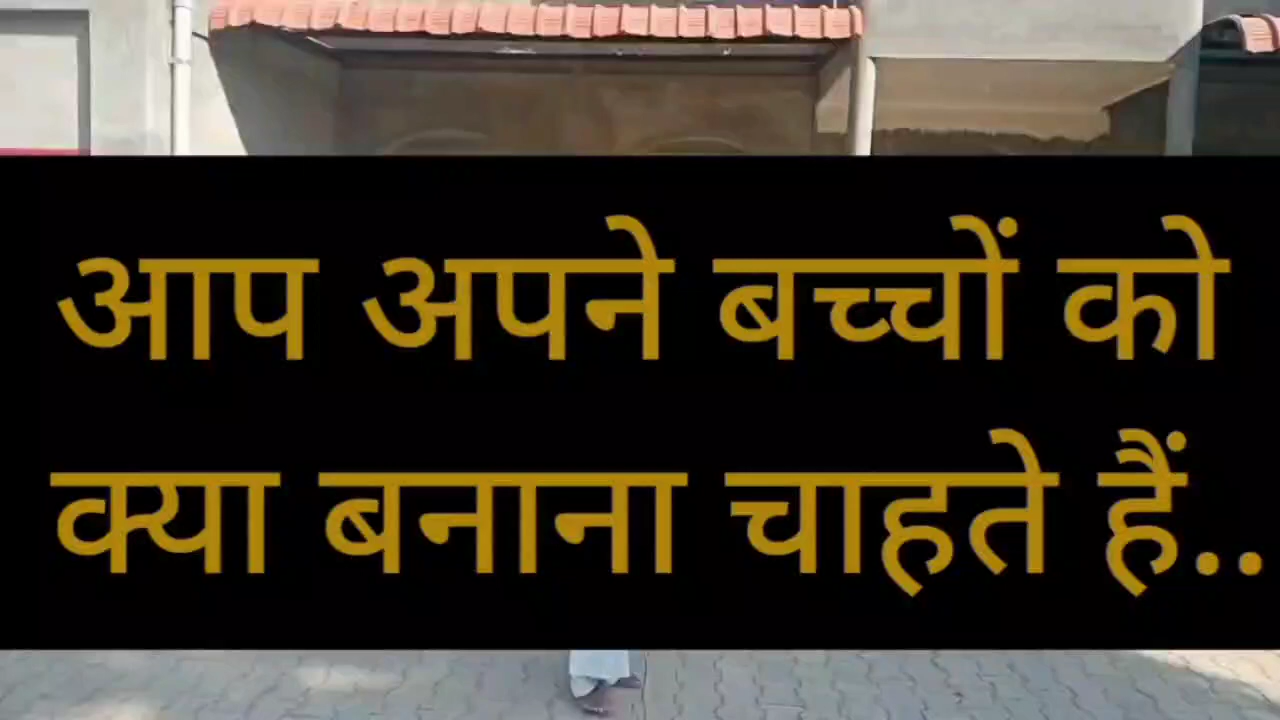 आप अपने बच्चों को
क्या बनाना चाहते हैं..